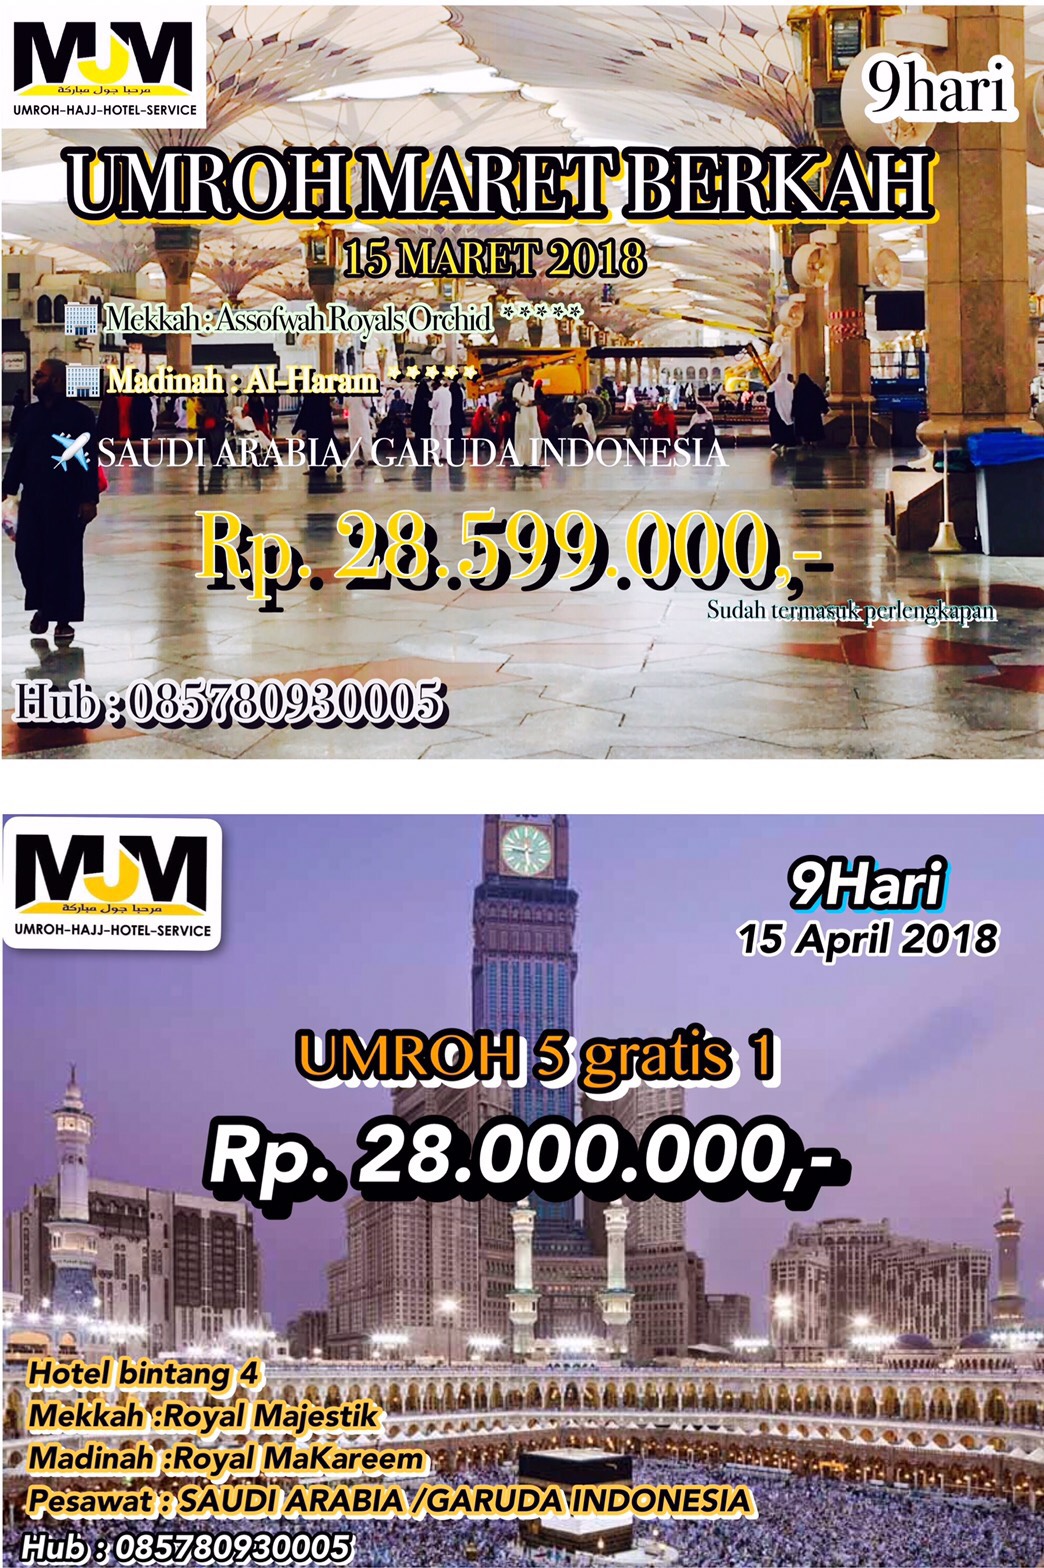 MJM
مرحبا جول مباركة
UMROH-HAJJ-HOTEL-SERVICE
9hari
UMROH MARET BERKAH
15 MARET 2018
Mekkah : Assofwah Royals Orchid *****
Madinah : Al-Haram *****
SAUDI ARABIA/ GARUDA INDONESIA
Rp. 28.599.000,-
Sudah termasuk perlengkapan
Hub : 085780930005
MJM
مرحبا جول مباركة
UMROH-HAJJ-HOTEL-SERVICE
9Hari
15 April 2018
UMROH 5 gratis 1
Rp. 28.000.000,-
Hotel bintang 4
Mekkah :Royal Majestik
Madinah :Royal MaKareem
Pesawat : SAUDI ARABIA /GARUDA INDONESIA
Hub : 085780930005